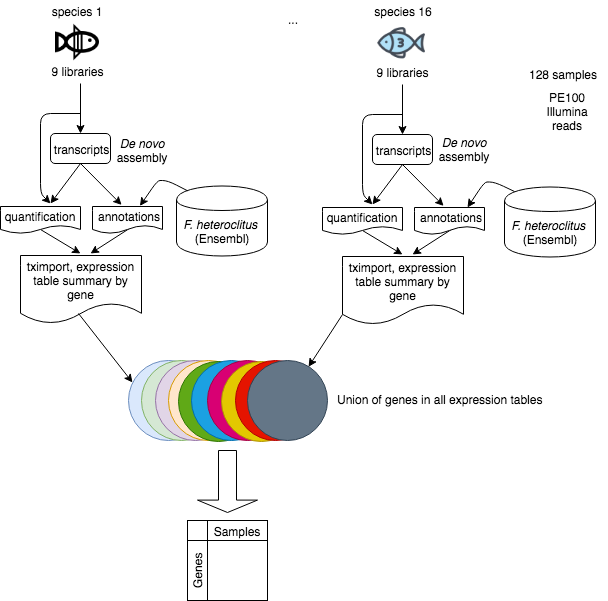 species 1
...
species 16
3
9 libraries
9 libraries
128 samples
PE100
Illumina
reads
transcripts
De novo
assembly
transcripts
De novo
assembly
quantification
annotations
F. heteroclitus
(Ensembl)
quantification
annotations
F. heteroclitus
(Ensembl)
tximport, expression
table summary by
gene
tximport, expression
table summary by
gene
Union of genes in all expression tables
Samples
Genes